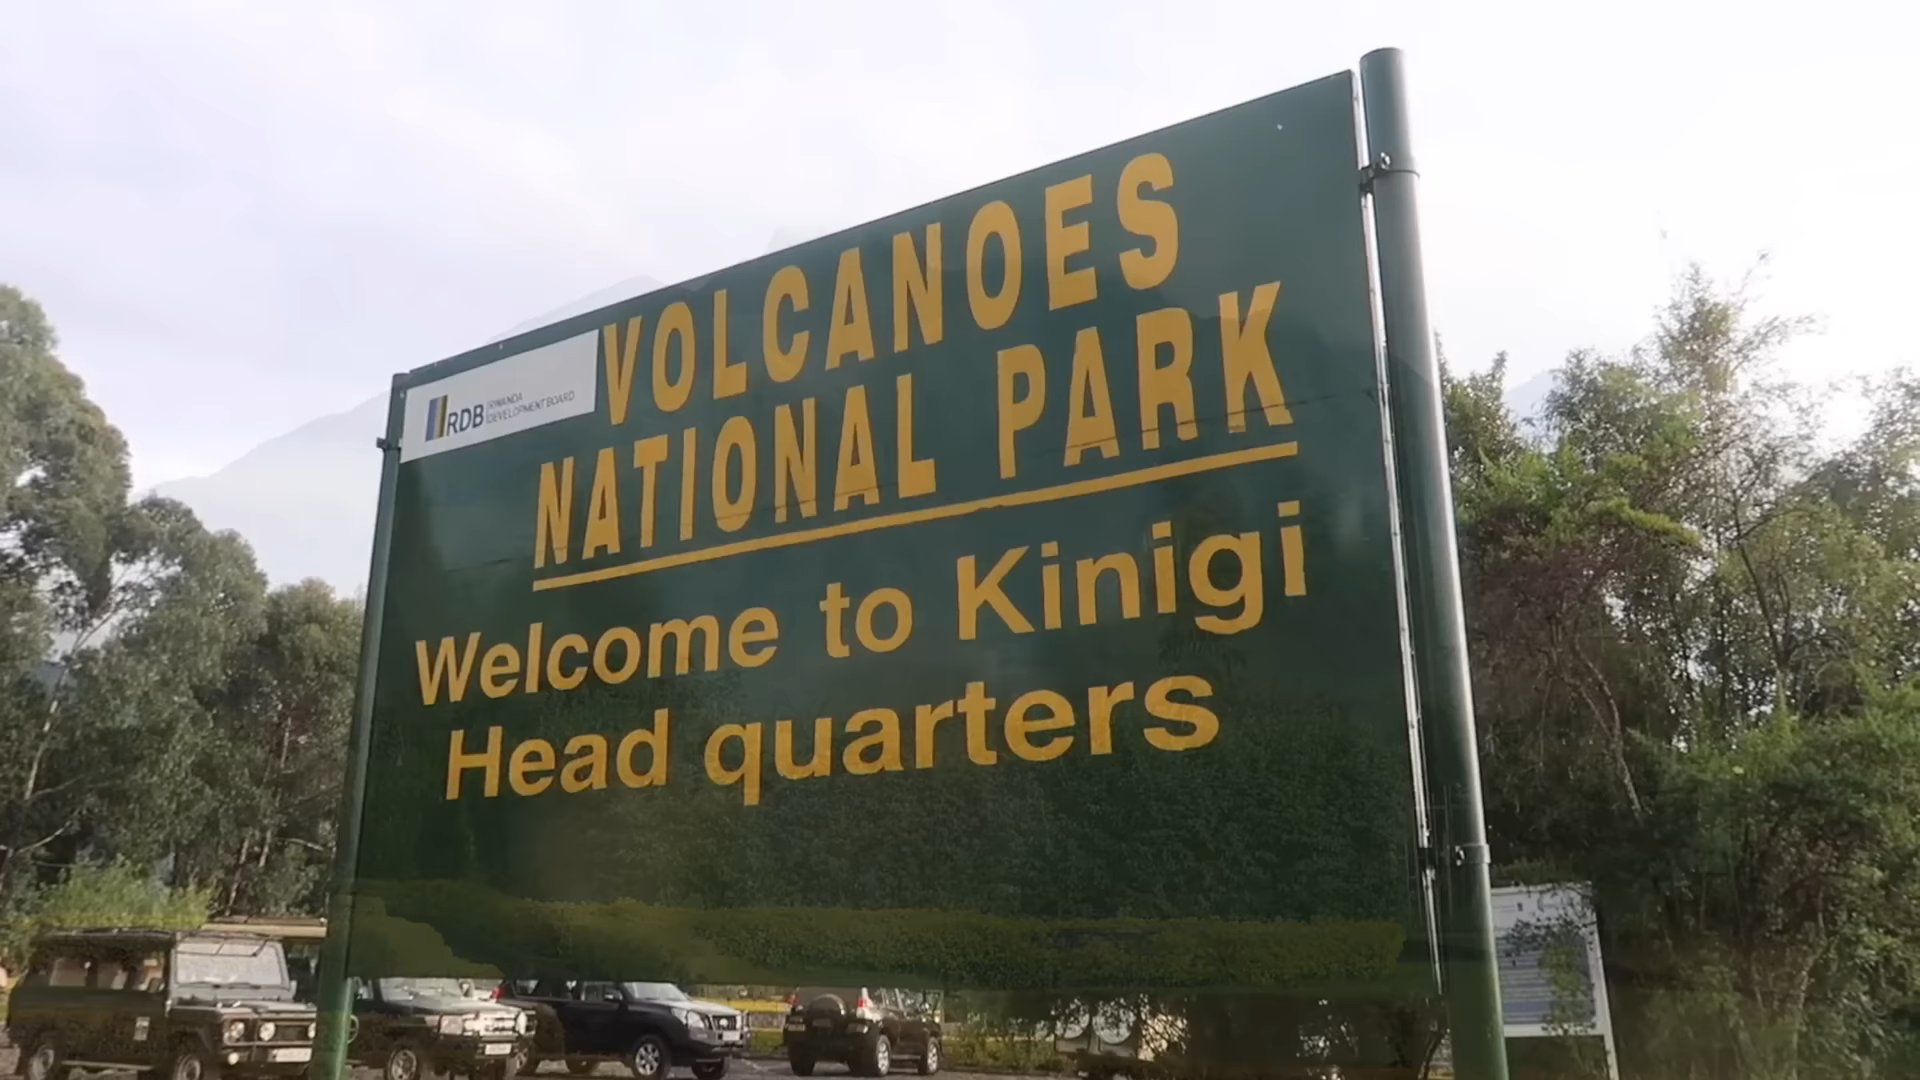 RDB RWANDA
DEVELOPMENT BOARD
VOLCANOES
NATIONAL PARK
Welcome to Kinigi
Head quarters